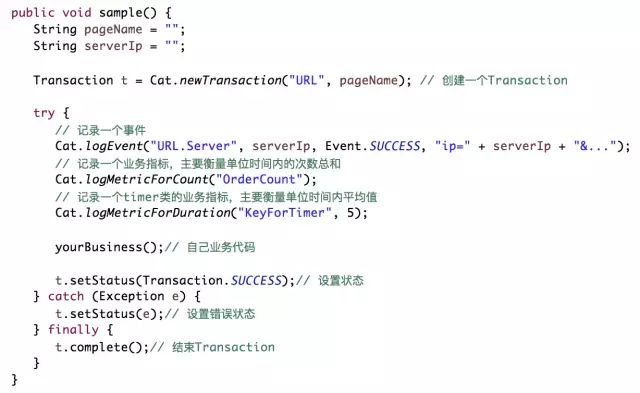 public void sample() {
    String pageName = "";
    String serverIp = "";

    Transaction t = Cat.newTransaction("URL", pageName); // 创建一个Transaction

    try {
        // 记录一个事件
        Cat.logEvent("URL.Server", serverIp, Event.SUCCESS, "ip=" + serverIp + "&...");
        // 记录一个业务指标，主要衡量单位时间内的次数总和
        Cat.logMetricForCount("OrderCount");
        // 记录一个timer类的业务指标，主要衡量单位时间内平均值
        Cat.logMetricForDuration("KeyForTimer", 5);

        yourBusiness();// 自己业务代码

        t.setStatus(Transaction.SUCCESS);// 设置状态
    } catch (Exception e) {
        t.setStatus(e);// 设置错误状态
    } finally {
        t.complete();// 结束Transaction
    }
}